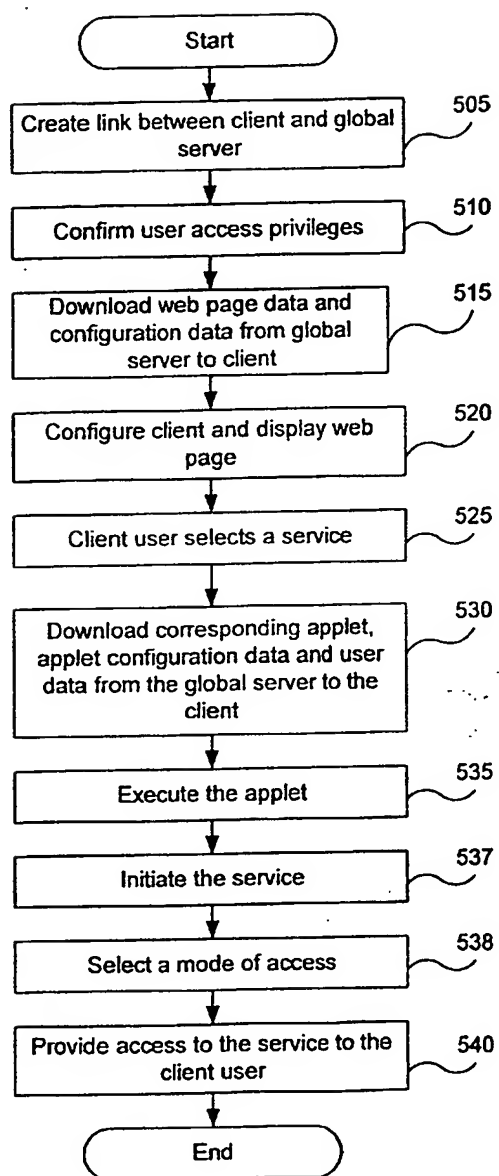 Start
Create link between client and global
server
505
Confirm user access privileges
510
Download web page data and
configuration data from global
server to client
515
Configure client and display web
page
520
Client user selects a service
525
Download corresponding applet,
applet configuration data and user
data from the global server to the
client
530
Execute the applet
535
Initiate the service
537
Select a mode of access
538
Provide access to the service to the
client user
540
End